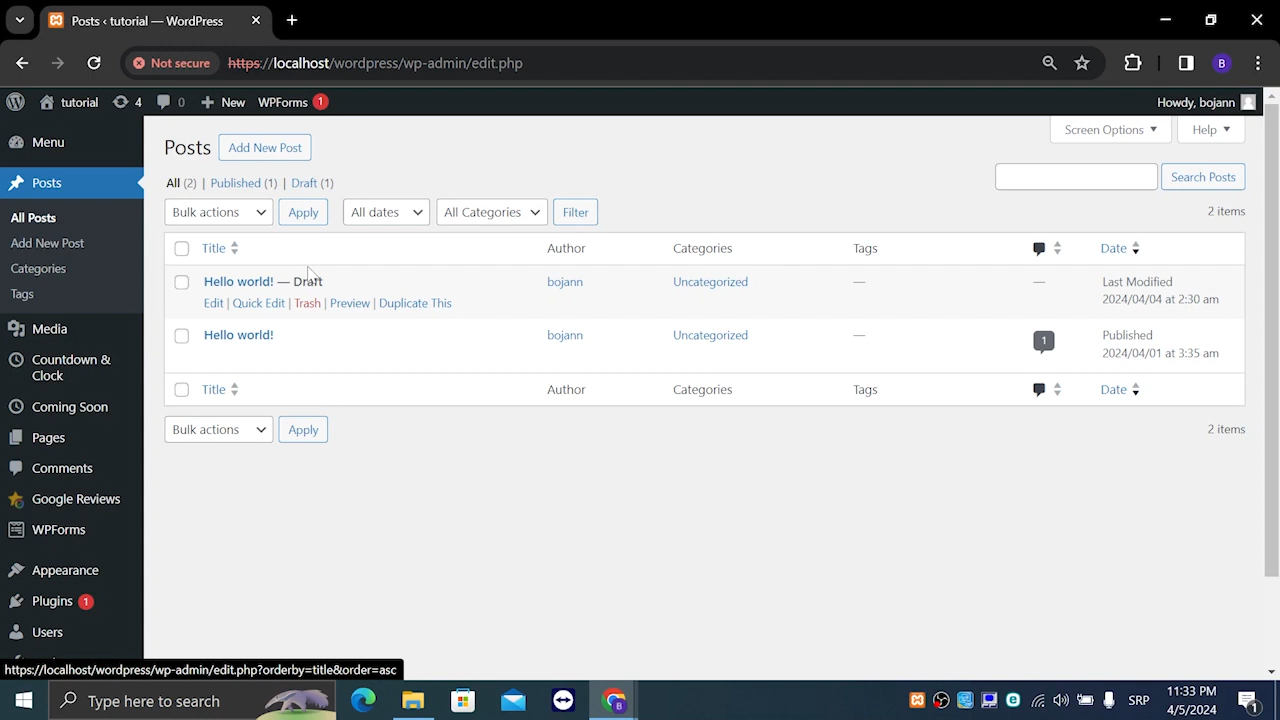 Posts ‹ tutorial — WordPress
Not secure https://localhost/wordpress/wp-admin/edit.php
B
tutorial 4 0 New WPForms 1 Howdy, bojann
Menu
Posts
All Posts
Add New Post
Categories
Tags
Media
Countdown &
Clock
Coming Soon
Pages
Comments
Google Reviews
WPForms
Appearance
Plugins 1
Users
Screen Options Help
Posts Add New Post
All (2) | Published (1) | Draft (1)
Search Posts
Bulk actions Apply All dates All Categories Filter 2 items
Title Author Categories Tags Date
Hello world! — Draft bojann Uncategorized — — Last Modified
Edit | Quick Edit | Trash | Preview | Duplicate This 2024/04/04 at 2:30 am
Hello world! bojann Uncategorized — 1 Published
2024/04/01 at 3:35 am
Title Author Categories Tags Date
Bulk actions Apply 2 items
https://localhost/wordpress/wp-admin/edit.php?orderby=title&order=asc
Type here to search
SRP
11:33 PM
4/5/2024
1